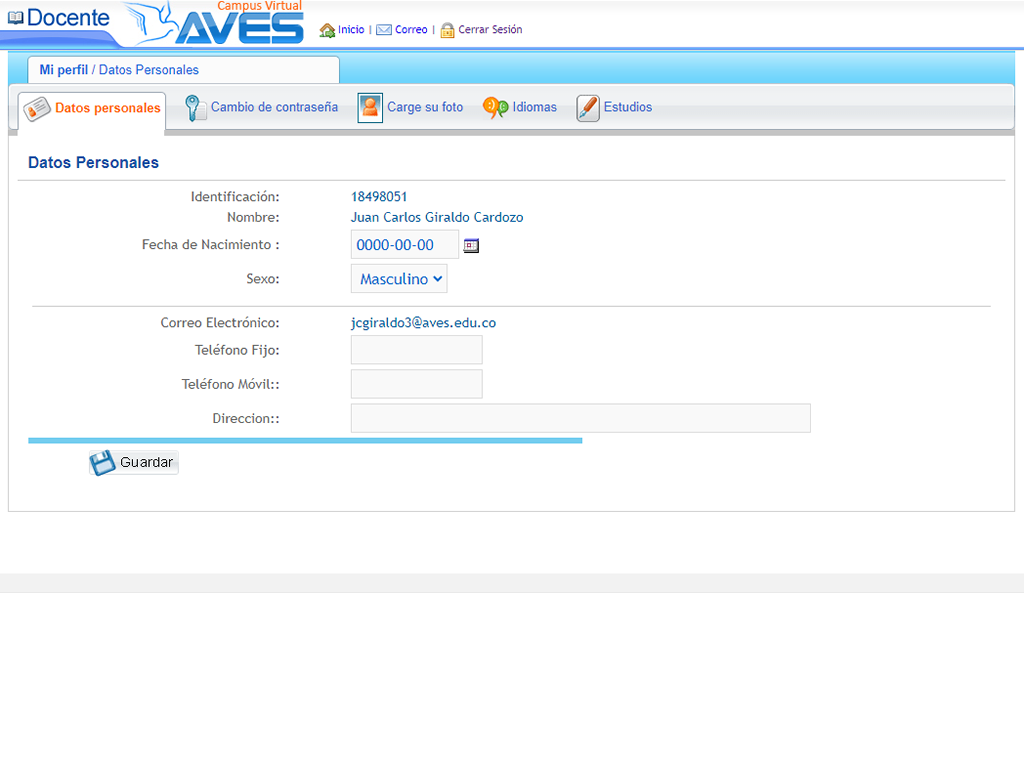 Docente
Campus Virtual
AVES
Inicio | Correo | Cerrar Sesión
Mi perfil / Datos Personales
Datos personales Cambio de contraseña Carge su foto Idiomas Estudios
Datos Personales
Identificación: 18498051
Nombre: Juan Carlos Giraldo Cardozo
Fecha de Nacimiento : 0000-00-00
Sexo: Masculino
Correo Electrónico: jcgiraldo3@aves.edu.co
Teléfono Fijo:
Teléfono Móvil::
Direccion::
Guardar